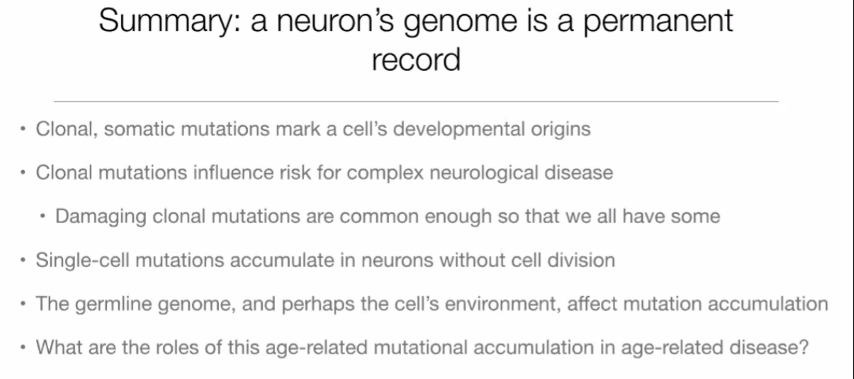 Summary: a neuron's genome is a permanent
record
• Clonal, somatic mutations mark a cell's developmental origins
• Clonal mutations influence risk for complex neurological disease
• Damaging clonal mutations are common enough so that we all have some
• Single-cell mutations accumulate in neurons without cell division
• The germline genome, and perhaps the cell's environment, affect mutation accumulation
• What are the roles of this age-related mutational accumulation in age-related disease?